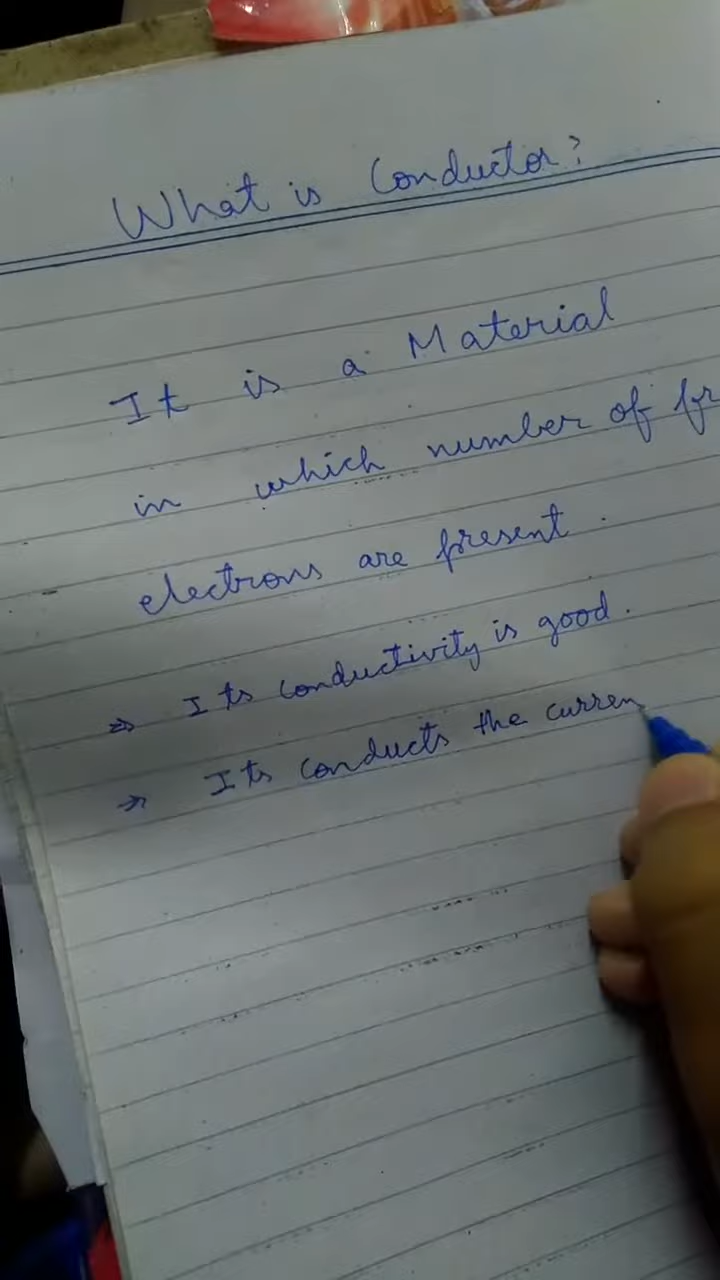 What is Conductor?
It is a Material
in which number of fr
electrons are present.
⇒ Its conductivity is good.
⇒ Its conducts the curren